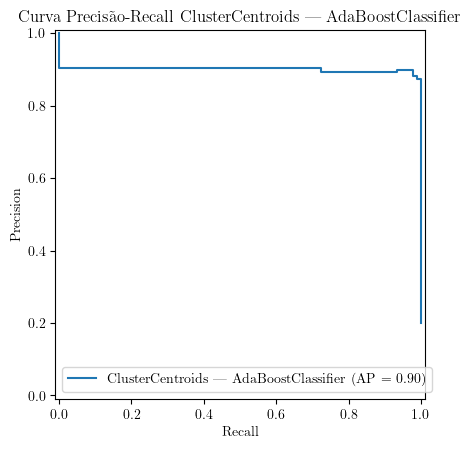 Curva Precisão-Recall ClusterCentroids — AdaBoostClassifier
1.0
0.8
0.6
0.4
0.2
0.0
Precision
ClusterCentroids — AdaBoostClassifier (AP = 0.90)
0.0 0.2 0.4 0.6 0.8 1.0
Recall